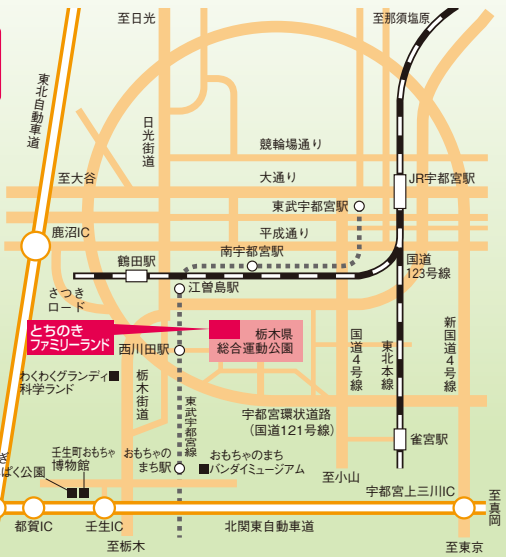 至日光
至那須塩原
東北自動車道
日光街道
競輪場通り
大通り
至大谷
JR宇都宮駅
東武宇都宮駅
鹿沼IC
平成通り
南宇都宮駅
鶴田駅
国道
123号線
江曽島駅
さつき
ロード
とちのき
ファミリーランド
栃木県
総合運動公園
西川田駅
国道4号線
東北本線
新国道4号線
わくわくグランディ
科学ランド
栃木街道
東武宇都宮線
宇都宮環状道路
(国道121号線)
雀宮駅
壬生町おもちゃ
博物館
おもちゃの
まち駅
おもちゃのまち
バンダイミュージアム
ぱく公園
至小山
宇都宮上三川IC
至真岡
都賀IC
壬生IC
北関東自動車道
至栃木
至東京